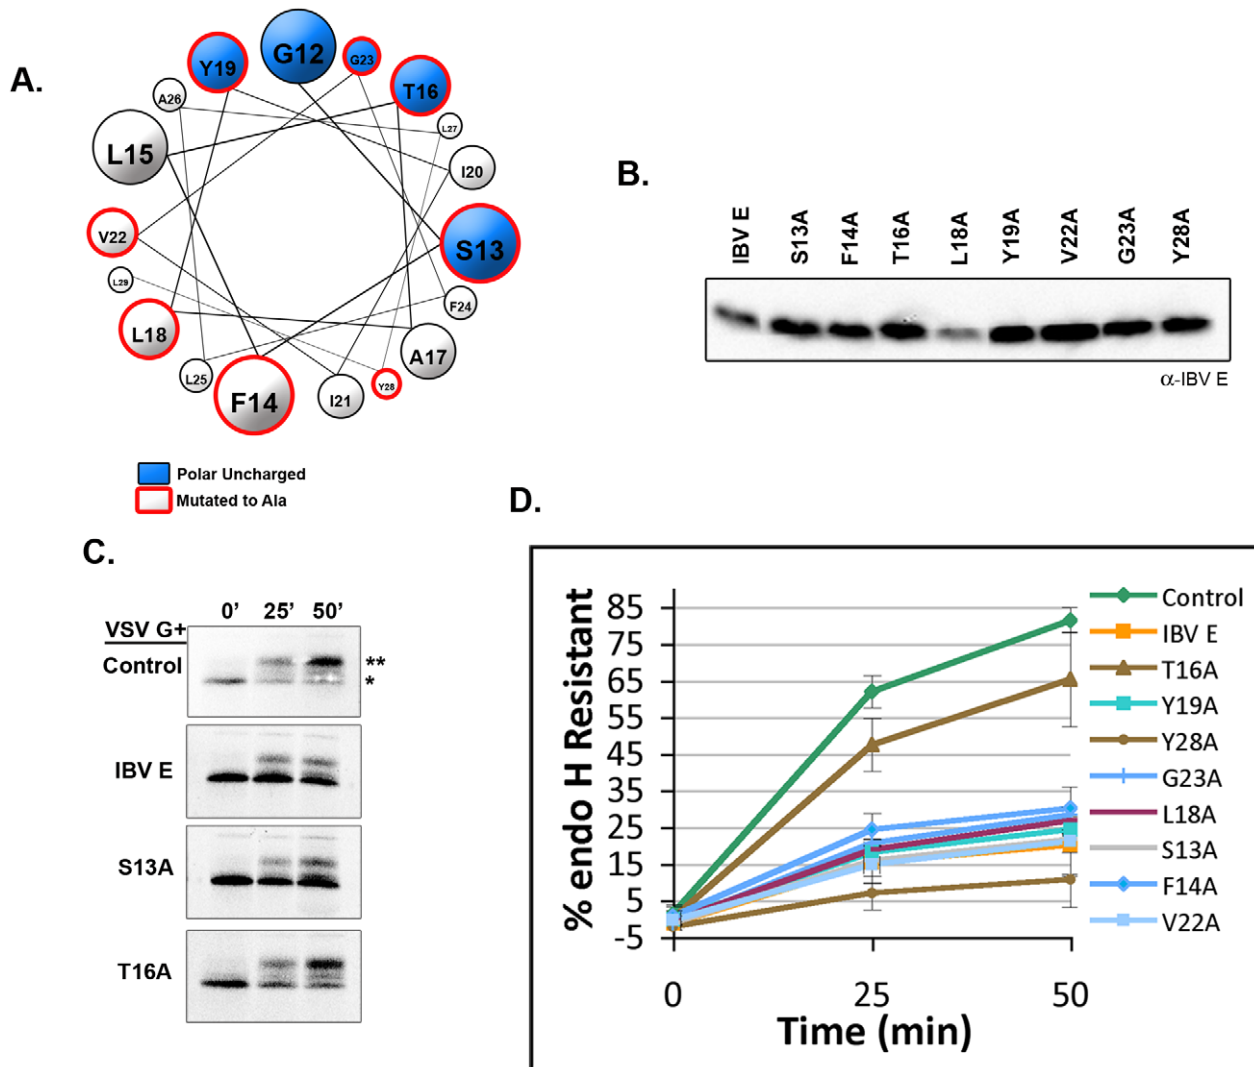 A.
G12
Y19
G23
T16
A26
L27
L15
I20
V22
S13
L29
F24
L18
A17
L25
Y28
F14
I21
Polar Uncharged
Mutated to Ala
B.
IBV E
S13A
F14A
T16A
L18A
Y19A
V22A
G23A
Y28A
α-IBV E
C.
0' 25' 50'
VSV G+
Control
**
*
IBV E
S13A
T16A
D.
% endo H Resistant
85
75
65
55
45
35
25
15
5
-5
0 25 50
Time (min)
Control
IBV E
T16A
Y19A
Y28A
G23A
L18A
S13A
F14A
V22A